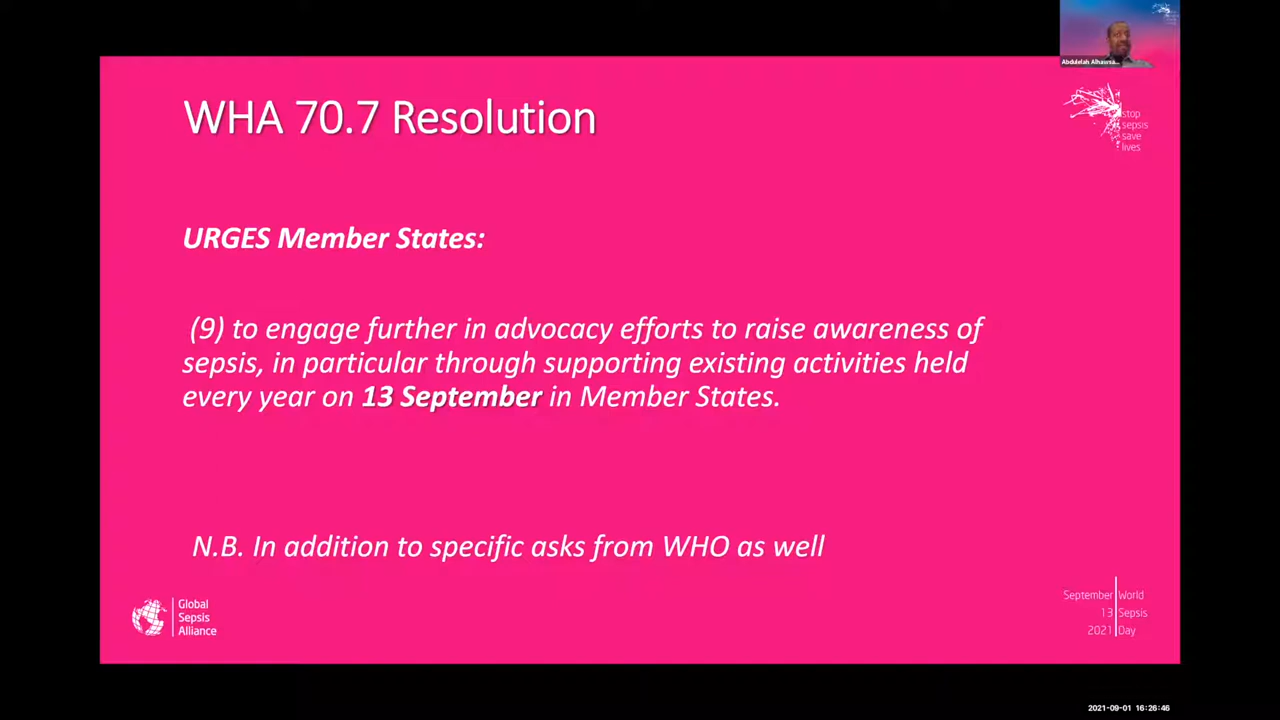 Abdulelah Alhawsa...
WHA 70.7 Resolution
stop
sepsis
save
lives
URGES Member States:
(9) to engage further in advocacy efforts to raise awareness of
sepsis, in particular through supporting existing activities held
every year on 13 September in Member States.
N.B. In addition to specific asks from WHO as well
Global
Sepsis
Alliance
September World
13 Sepsis
2021 Day
2021-09-01 16:26:46